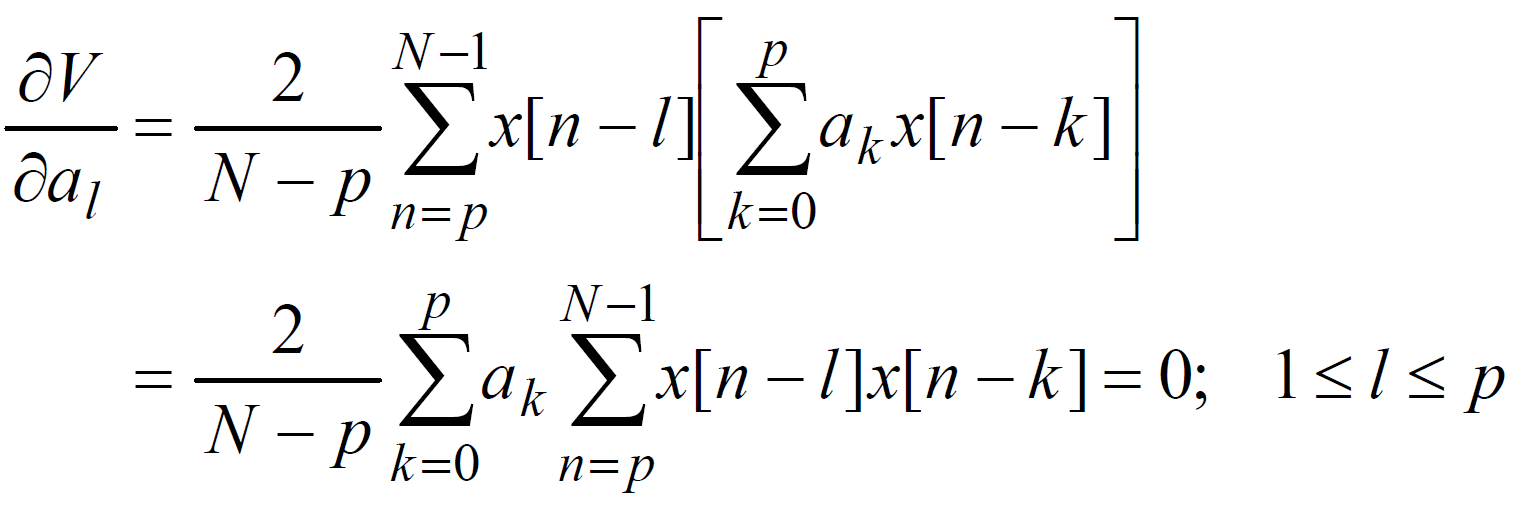 ∂V/∂a_l = 2/(N − p) ∑_{n=p}^{N−1} x[n − l] [ ∑_{k=0}^{p} a_k x[n − k] ]
= 2/(N − p) ∑_{k=0}^{p} a_k ∑_{n=p}^{N−1} x[n − l]x[n − k] = 0; 1 ≤ l ≤ p